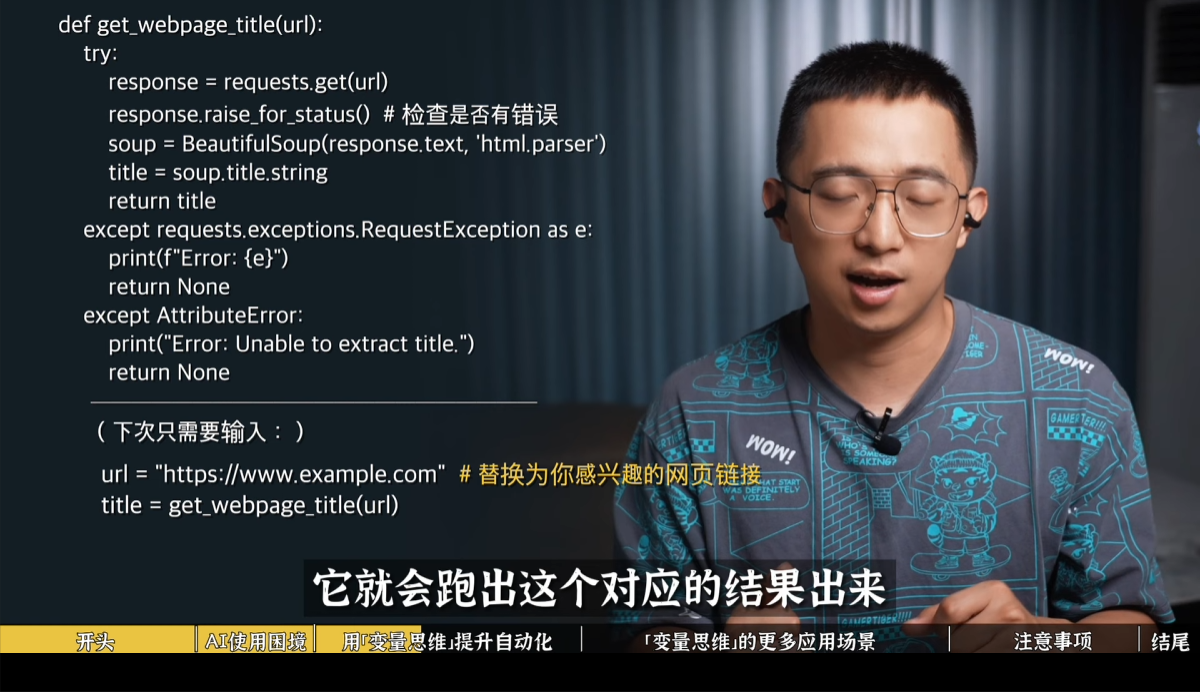 def get_webpage_title(url):
try:
response = requests.get(url)
response.raise_for_status() # 检查是否有错误
soup = BeautifulSoup(response.text, 'html.parser')
title = soup.title.string
return title
except requests.exceptions.RequestException as e:
print(f"Error: {e}")
return None
except AttributeError:
print("Error: Unable to extract title.")
return None
（下次只需要输入：）
url = "https://www.example.com" # 替换为你感兴趣的网页链接
title = get_webpage_title(url)
WOW!
WOW!
GAMERTER!!!
SPEAKING?
WAS DEFINITELY
A VOICE.
它就会跑出这个对应的结果出来
开头
AI使用困境
用「变量思维」提升自动化
「变量思维」的更多应用场景
注意事项
结尾